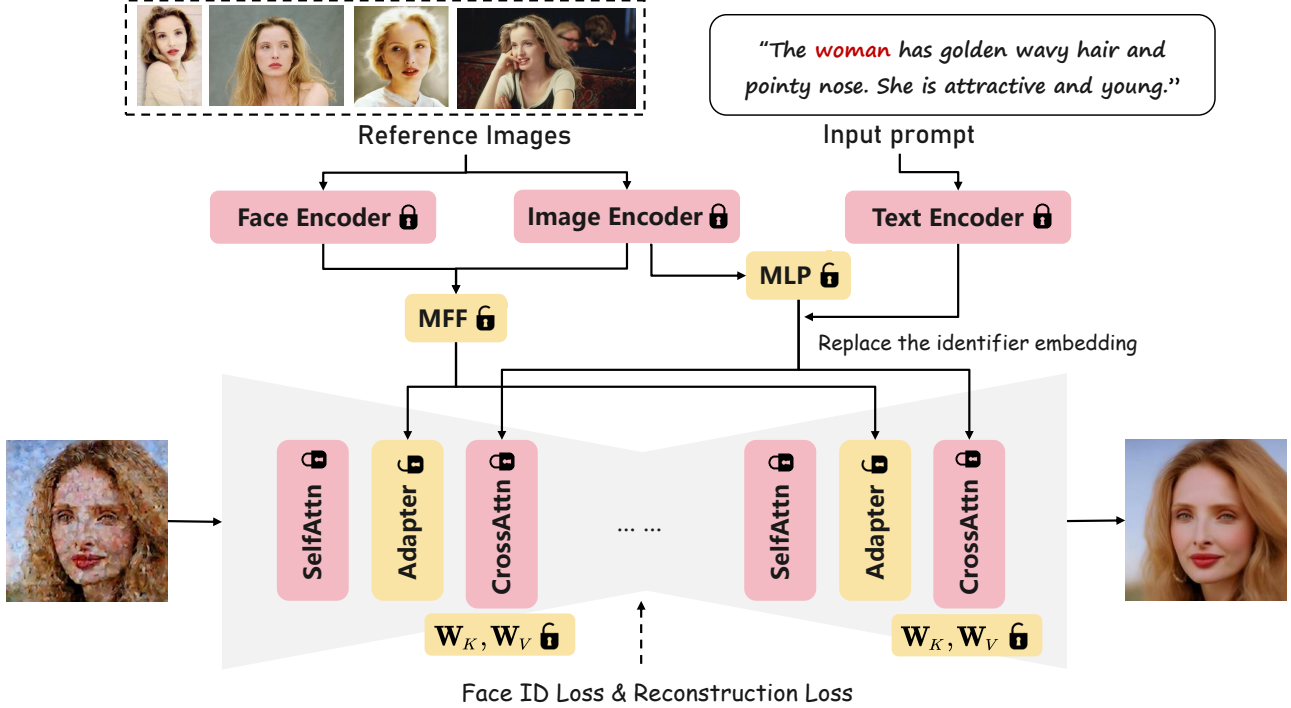 “The woman has golden wavy hair and
pointy nose. She is attractive and young.”
Reference Images
Input prompt
Face Encoder
Image Encoder
Text Encoder
MLP
MFF
Replace the identifier embedding
SelfAttn
Adapter
CrossAttn
... ...
SelfAttn
Adapter
CrossAttn
W_K, W_V
W_K, W_V
Face ID Loss & Reconstruction Loss